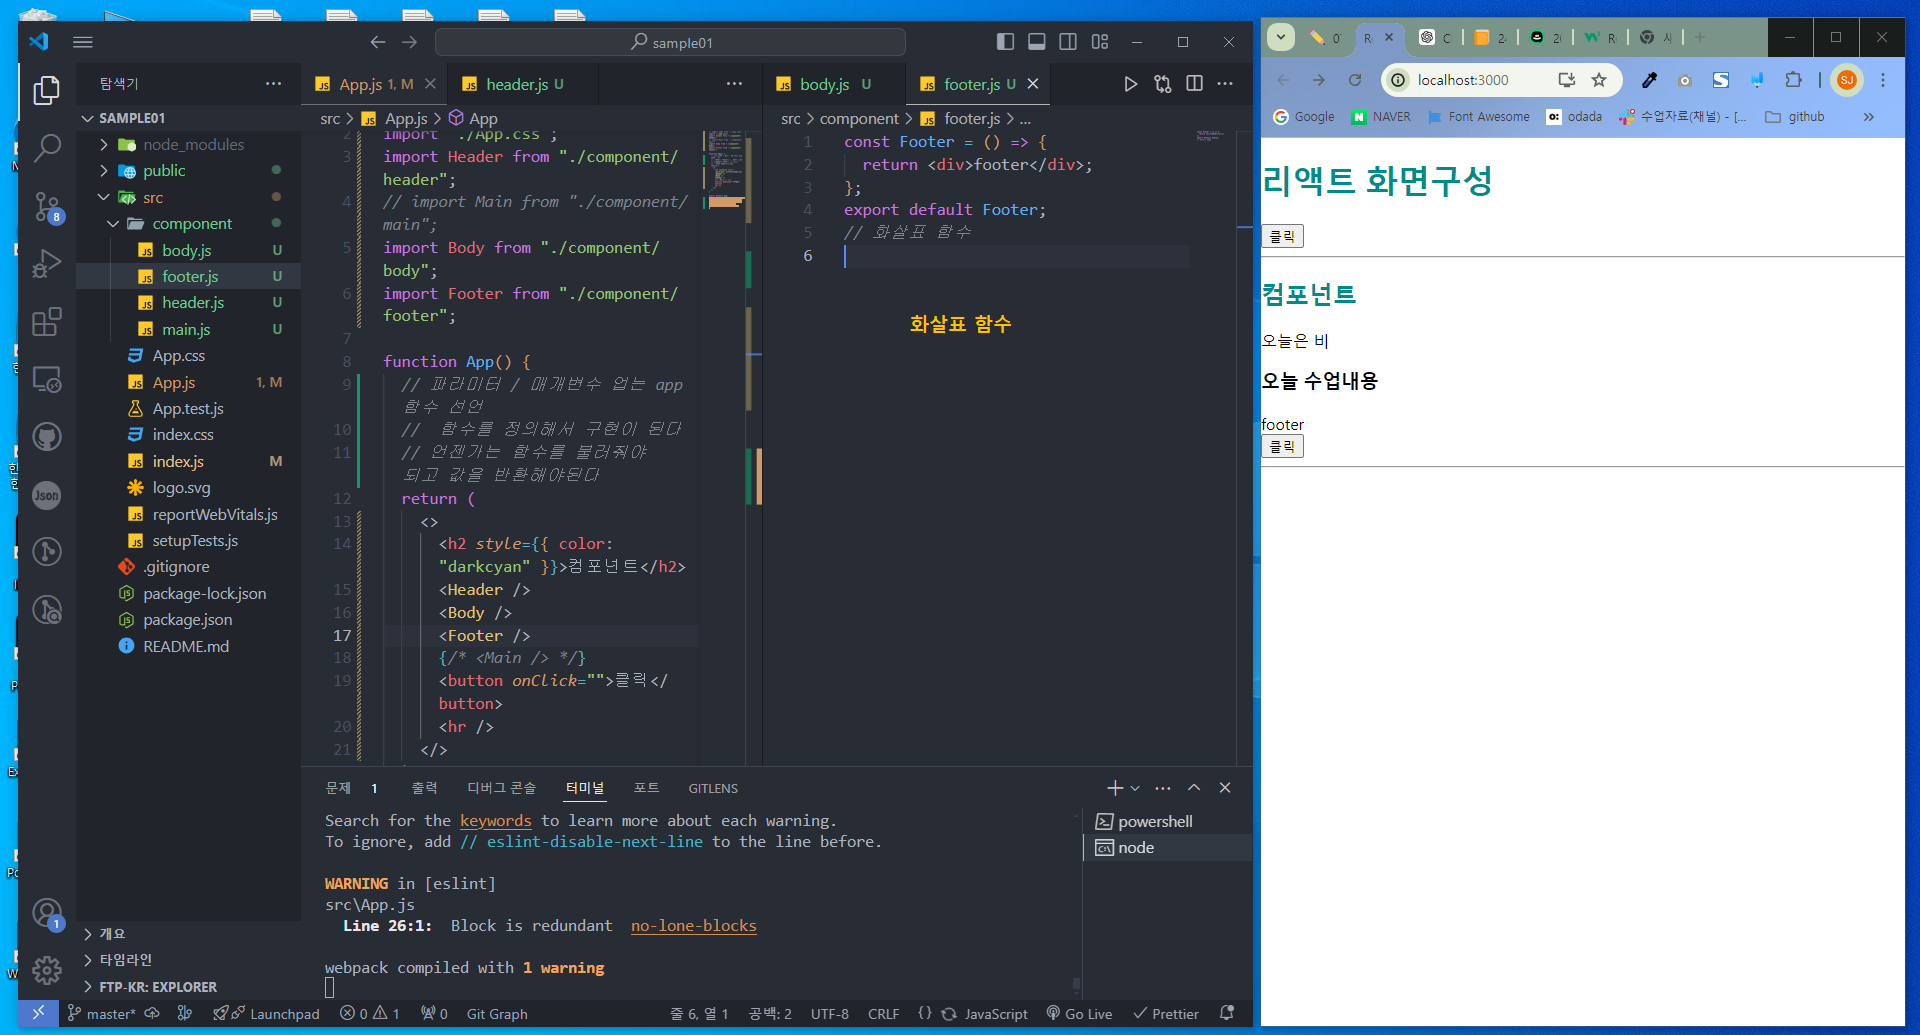 sample01
탐색기
SAMPLE01
node_modules
public
src
component
body.js U
footer.js U
header.js U
main.js U
App.css
App.js 1, M
App.test.js
index.css
index.js M
logo.svg
reportWebVitals.js
setupTests.js
.gitignore
package-lock.json
package.json
README.md
개요
타임라인
FTP-KR: EXPLORER
8
Json
1
App.js 1, M
header.js U
src > App.js > App
2 import "./App.css";
3 import Header from "./component/
header";
4 // import Main from "./component/
main";
5 import Body from "./component/
body";
6 import Footer from "./component/
footer";
7
8 function App() {
9 // 파라미터 / 매개변수 없는 app
함수 선언
10 //  함수를 정의해서 구현이 된다
11 // 언젠가는 함수를 불러줘야
되고 값을 반환해야된다
12 return (
13 <>
14 <h2 style={{ color:
"darkcyan" }}>컴포넌트</h2>
15 <Header />
16 <Body />
17 <Footer />
18 {/* <Main /> */}
19 <button onClick="">클릭</
button>
20 <hr />
21 </>
body.js U
footer.js U
src > component > footer.js > ...
1 const Footer = () => {
2 return <div>footer</div>;
3 };
4 export default Footer;
5 // 화살표 함수
6
화살표 함수
문제 1 출력 디버그 콘솔 터미널 포트 GITLENS
Search for the keywords to learn more about each warning.
To ignore, add // eslint-disable-next-line to the line before.
WARNING in [eslint]
src\App.js
Line 26:1:  Block is redundant  no-lone-blocks
webpack compiled with 1 warning
powershell
node
master* Launchpad 0 1 0 Git Graph 줄 6, 열 1 공백: 2 UTF-8 CRLF {} JavaScript Go Live Prettier
localhost:3000
SJ
Google NAVER Font Awesome odada 수업자료(채널) - [... github
리액트 화면구성
클릭
컴포넌트
오늘은 비
오늘 수업내용
footer
클릭